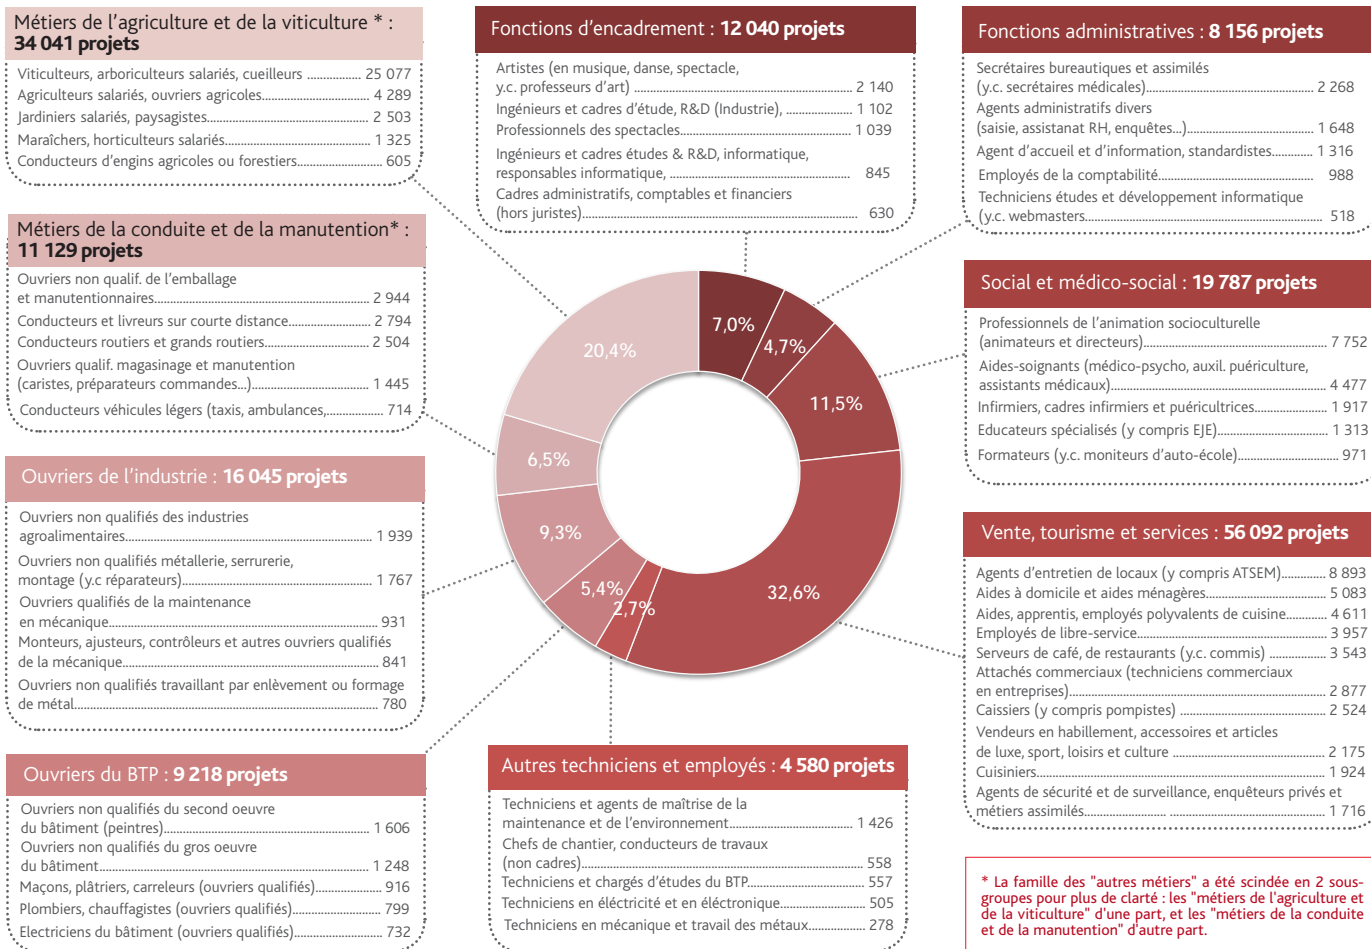 Métiers de l'agriculture et de la viticulture * :
34 041 projets
Viticulteurs, arboriculteurs salariés, cueilleurs ................ 25 077
Agriculteurs salariés, ouvriers agricoles................................ 4 289
Jardiniers salariés, paysagistes................................................ 2 503
Maraîchers, horticulteurs salariés........................................... 1 325
Conducteurs d'engins agricoles ou forestiers......................... 605
Métiers de la conduite et de la manutention* :
11 129 projets
Ouvriers non qualif. de l'emballage
et manutentionnaires................................................................ 2 944
Conducteurs et livreurs sur courte distance........................ 2 794
Conducteurs routiers et grands routiers................................ 2 504
Ouvriers qualif. magasinage et manutention
(caristes, préparateurs commandes...)................................... 1 445
Conducteurs véhicules légers (taxis, ambulances,................. 714
Ouvriers de l'industrie : 16 045 projets
Ouvriers non qualifiés des industries
agroalimentaires......................................................................... 1 939
Ouvriers non qualifiés métallerie, serrurerie,
montage (y.c réparateurs)......................................................... 1 767
Ouvriers qualifiés de la maintenance
en mécanique................................................................................. 931
Monteurs, ajusteurs, contrôleurs et autres ouvriers qualifiés
de la mécanique............................................................................ 841
Ouvriers non qualifiés travaillant par enlèvement ou formage
de métal.......................................................................................... 780
Ouvriers du BTP : 9 218 projets
Ouvriers non qualifiés du second oeuvre
du bâtiment (peintres).............................................................. 1 606
Ouvriers non qualifiés du gros oeuvre
du bâtiment................................................................................. 1 248
Maçons, plâtriers, carreleurs (ouvriers qualifiés).................... 916
Plombiers, chauffagistes (ouvriers qualifiés)........................... 799
Electriciens du bâtiment (ouvriers qualifiés)........................... 732
Fonctions d'encadrement : 12 040 projets
Artistes (en musique, danse, spectacle,
y.c. professeurs d'art) ................................................................ 2 140
Ingénieurs et cadres d'étude, R&D (Industrie), ................... 1 102
Professionnels des spectacles.................................................. 1 039
Ingénieurs et cadres études & R&D, informatique,
responsables informatique, ..................................................... 845
Cadres administratifs, comptables et financiers
(hors juristes)................................................................................ 630
7,0%
4,7%
11,5%
32,6%
2,7%
5,4%
9,3%
6,5%
20,4%
Autres techniciens et employés : 4 580 projets
Techniciens et agents de maîtrise de la
maintenance et de l'environnement...................................... 1 426
Chefs de chantier, conducteurs de travaux
(non cadres).................................................................................... 558
Techniciens et chargés d'études du BTP................................... 557
Techniciens en éléctricité et en éléctronique......................... 505
Techniciens en mécanique et travail des métaux................. 278
Fonctions administratives : 8 156 projets
Secrétaires bureautiques et assimilés
(y.c. secrétaires médicales)....................................................... 2 268
Agents administratifs divers
(saisie, assistanat RH, enquêtes...)......................................... 1 648
Agent d'accueil et d'information, standardistes............. 1 316
Employés de la comptabilité............................................... 988
Techniciens études et développement informatique
(y.c. webmasters........................................................................ 518
Social et médico-social : 19 787 projets
Professionnels de l'animation socioculturelle
(animateurs et directeurs)....................................................... 7 752
Aides-soignants (médico-psycho, auxil. puériculture,
assistants médicaux)................................................................. 4 477
Infirmiers, cadres infirmiers et puéricultrices...................... 1 917
Educateurs spécialisés (y compris EJE).................................. 1 313
Formateurs (y.c. moniteurs d'auto-école)............................... 971
Vente, tourisme et services : 56 092 projets
Agents d'entretien de locaux (y compris ATSEM).............. 8 893
Aides à domicile et aides ménagères.............................................. 5 083
Aides, apprentis, employés polyvalents de cuisine............ 4 611
Employés de libre-service.......................................................... 3 957
Serveurs de café, de restaurants (y.c. commis) ................. 3 543
Attachés commerciaux (techniciens commerciaux
en entreprises)............................................................................. 2 877
Caissiers (y compris pompistes) ............................................ 2 524
Vendeurs en habillement, accessoires et articles
de luxe, sport, loisirs et culture .............................................. 2 175
Cuisiniers...................................................................................... 1 924
Agents de sécurité et de surveillance, enquêteurs privés et
métiers assimilés......................... ................................................ 1 716
* La famille des "autres métiers" a été scindée en 2 sous-
groupes pour plus de clarté : les "métiers de l'agriculture et
de la viticulture" d'une part, et les "métiers de la conduite
et de la manutention" d'autre part.